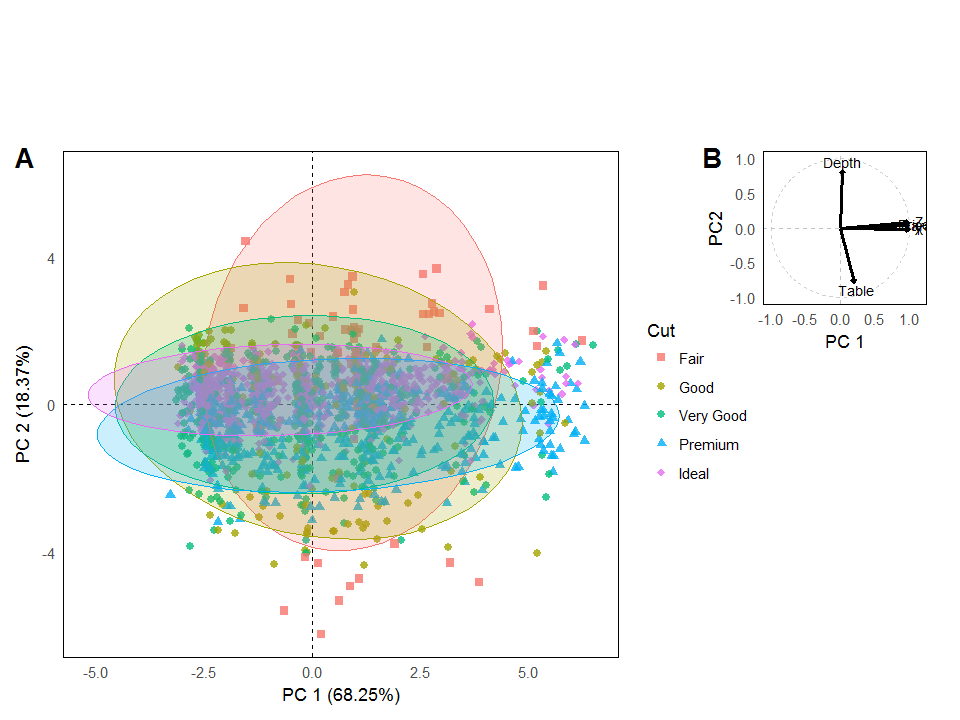 A
4
0
-4
PC 2 (18.37%)
-5.0 -2.5 0.0 2.5 5.0
PC 1 (68.25%)
B
1.0
0.5
0.0
-0.5
-1.0
PC2
Depth
Z
Table
-1.0 -0.5 0.0 0.5 1.0
PC 1
Cut
Fair
Good
Very Good
Premium
Ideal